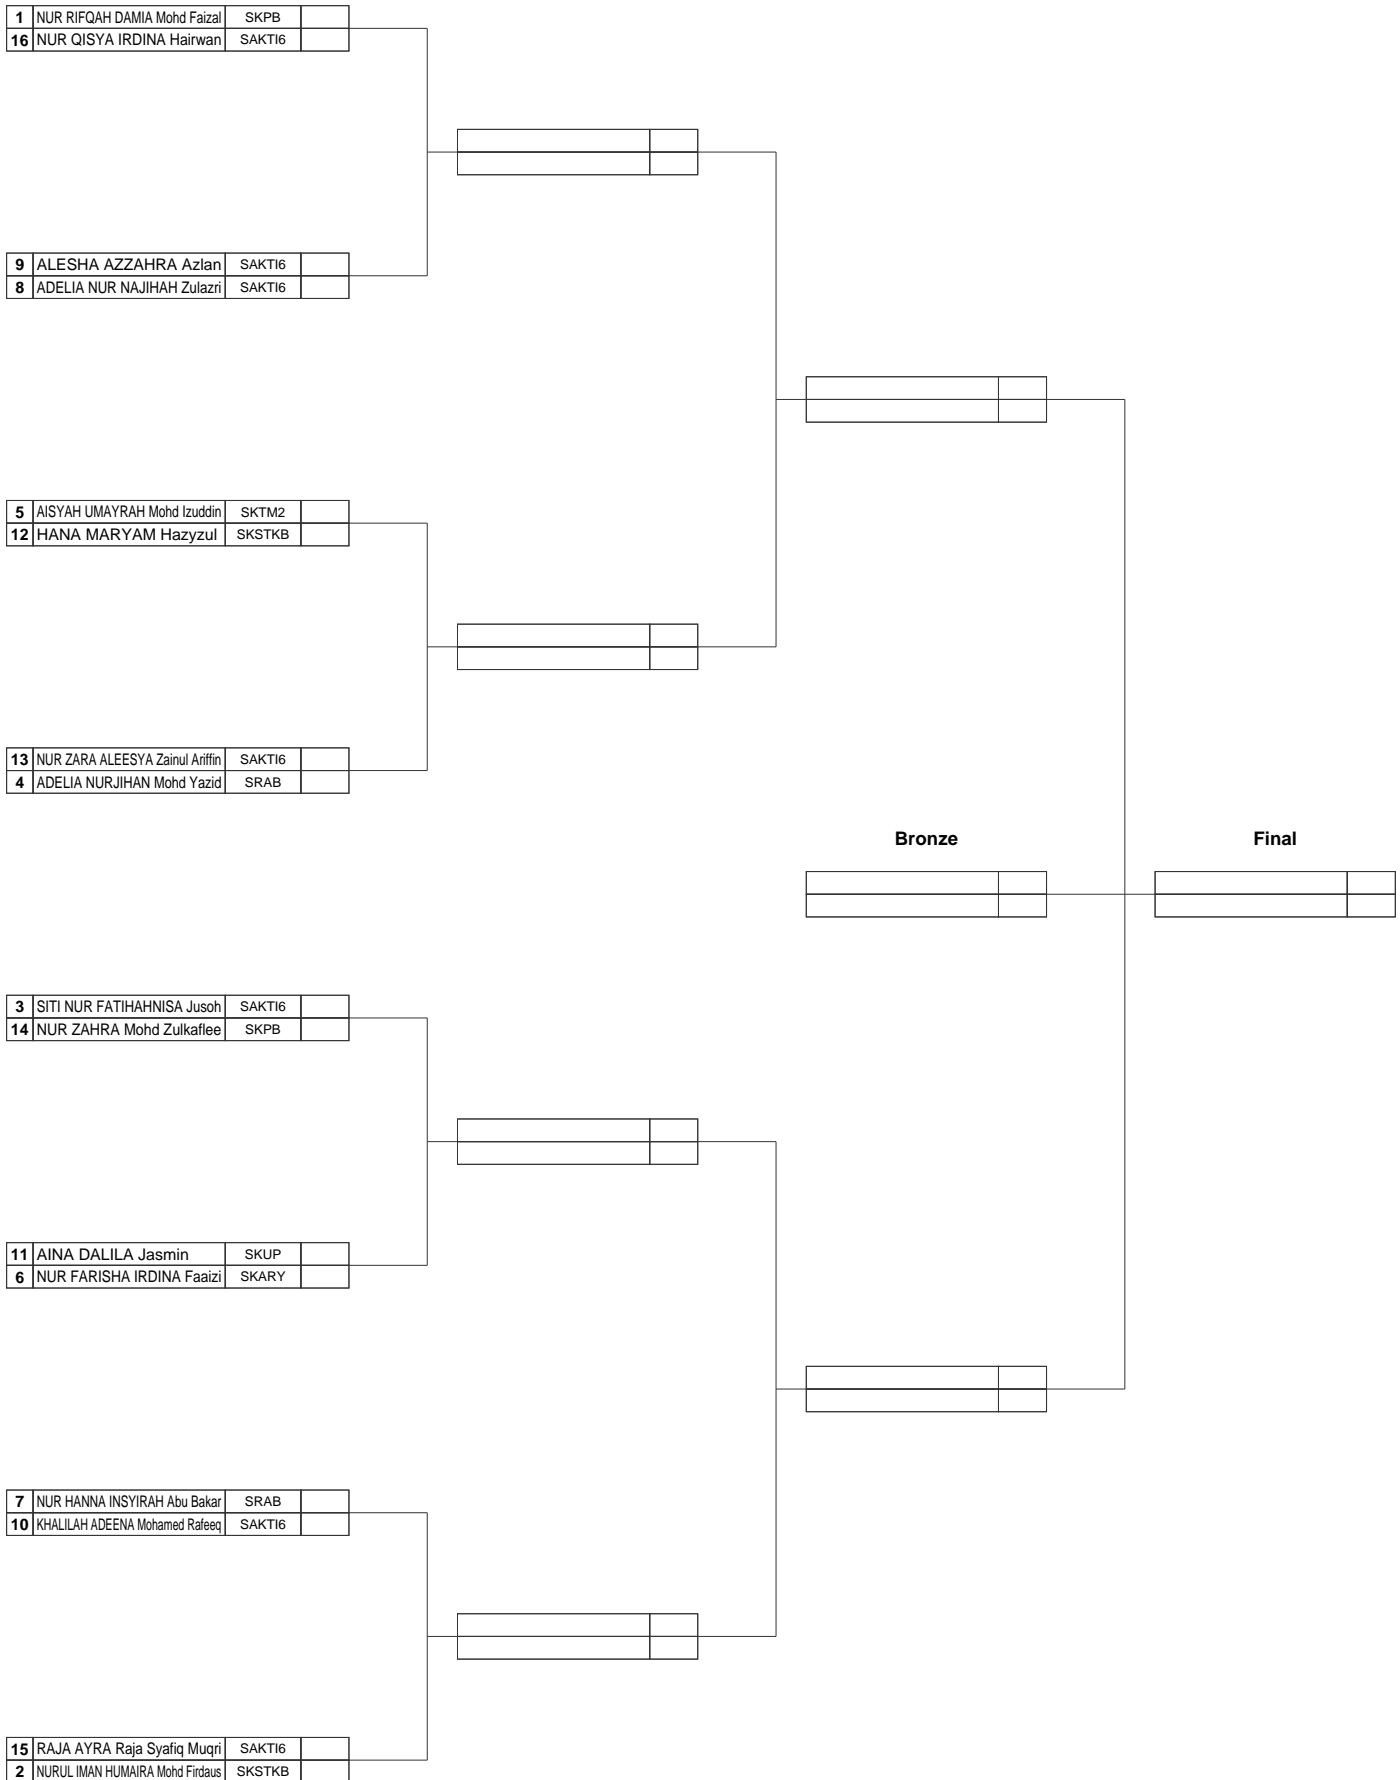 1 NUR RIFQAH DAMIA Mohd Faizal SKPB
16 NUR QISYA IRDINA Hairwan SAKTI6
9 ALESHA AZZAHRA Azlan SAKTI6
8 ADELIA NUR NAJIHAH Zulazri SAKTI6
5 AISYAH UMAYRAH Mohd Izuddin SKTM2
12 HANA MARYAM Hazyzul SKSTKB
13 NUR ZARA ALEESYA Zainul Ariffin SAKTI6
4 ADELIA NURJIHAN Mohd Yazid SRAB
Bronze Final
3 SITI NUR FATIHAHNISA Jusoh SAKTI6
14 NUR ZAHRA Mohd Zulkaflee SKPB
11 AINA DALILA Jasmin SKUP
6 NUR FARISHA IRDINA Faaizi SKARY
7 NUR HANNA INSYIRAH Abu Bakar SRAB
10 KHALILAH ADEENA Mohamed Rafeeq SAKTI6
15 RAJA AYRA Raja Syafiq Muqri SAKTI6
2 NURUL IMAN HUMAIRA Mohd Firdaus SKSTKB